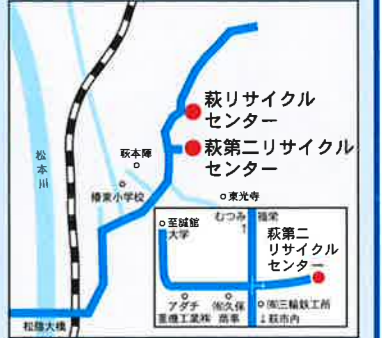 萩リサイクル
センター
萩第二リサイクル
センター
松本川
萩本陣
椿東小学校
東光寺
松陰大橋
至誠館
大学
むつみ
↑
福栄
萩第二
リサイクル
センター
アダチ
重機工業㈱
㈲久保
商事
㈲三輪鉄工所
↓萩市内